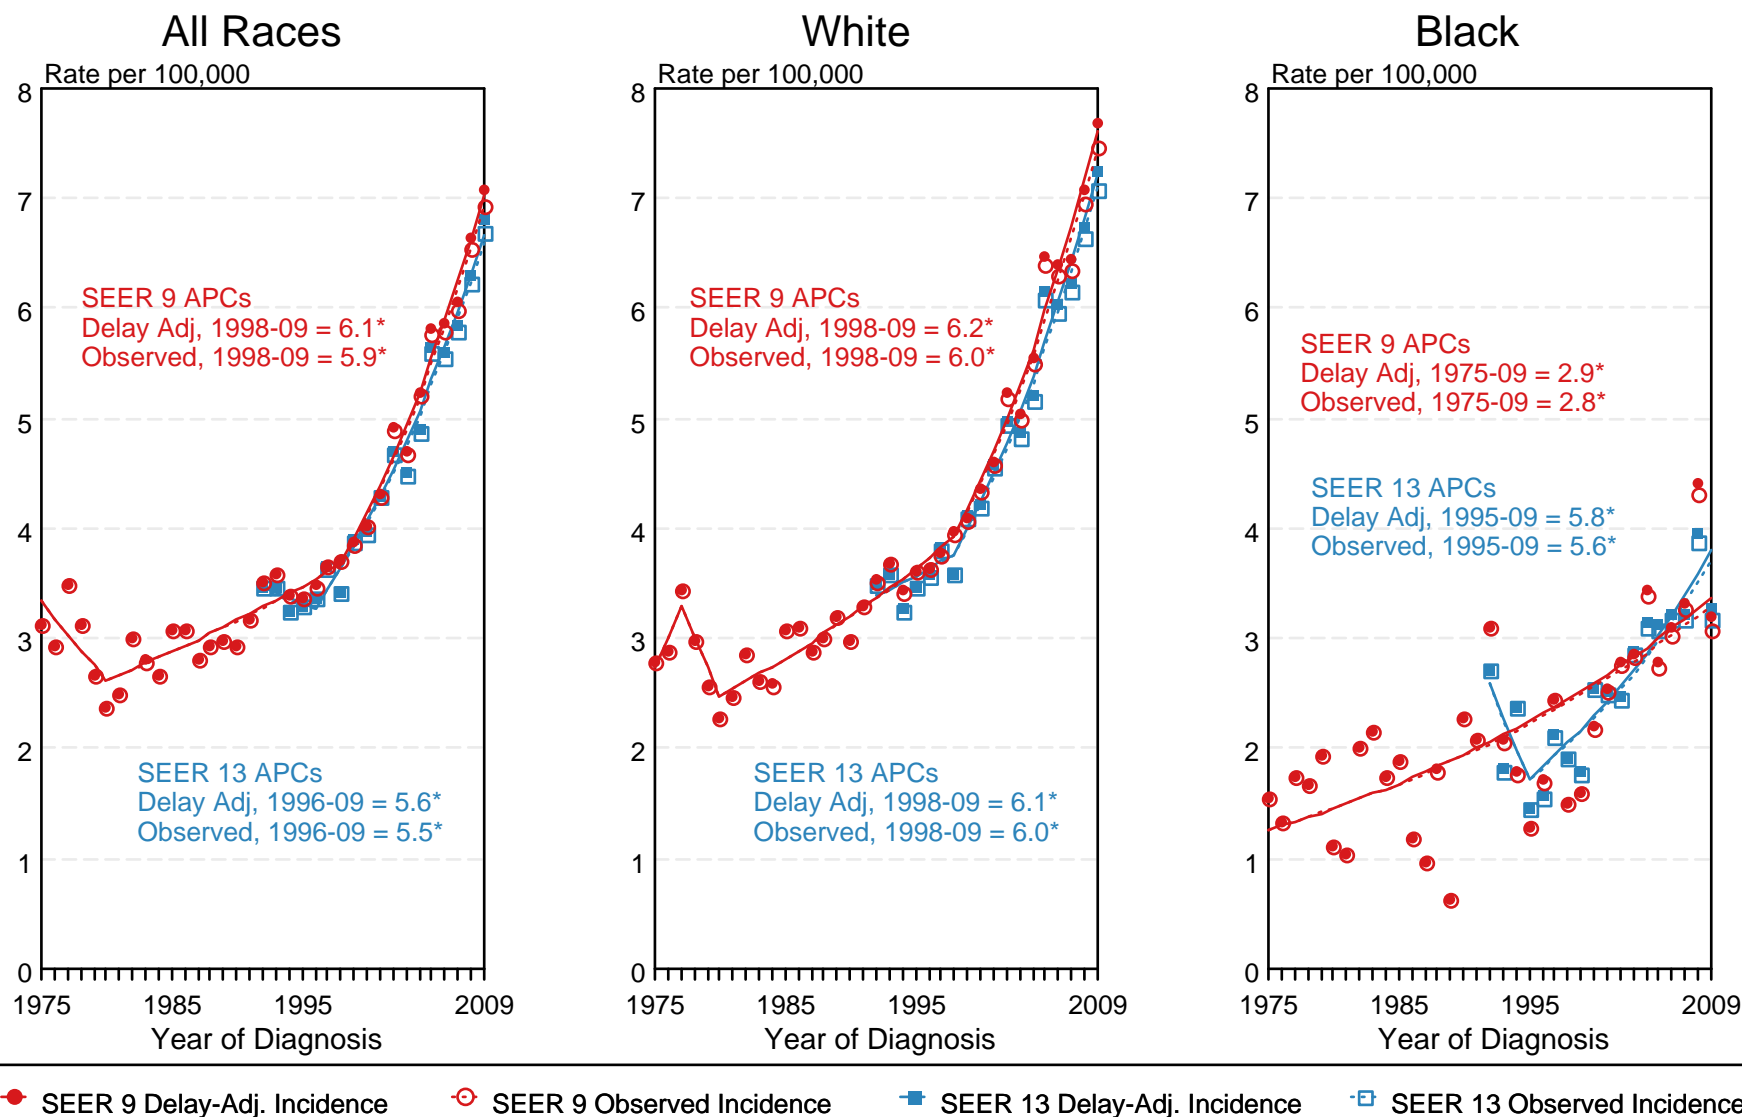 All Races
Rate per 100,000
8
7
6
5
4
3
2
1
0
SEER 9 APCs
Delay Adj, 1998-09 = 6.1*
Observed, 1998-09 = 5.9*
SEER 13 APCs
Delay Adj, 1996-09 = 5.6*
Observed, 1996-09 = 5.5*
1975 1985 1995 2009
Year of Diagnosis
White
Rate per 100,000
8
7
6
5
4
3
2
1
0
SEER 9 APCs
Delay Adj, 1998-09 = 6.2*
Observed, 1998-09 = 6.0*
SEER 13 APCs
Delay Adj, 1998-09 = 6.1*
Observed, 1998-09 = 6.0*
1975 1985 1995 2009
Year of Diagnosis
Black
Rate per 100,000
8
7
6
5
4
3
2
1
0
SEER 9 APCs
Delay Adj, 1975-09 = 2.9*
Observed, 1975-09 = 2.8*
SEER 13 APCs
Delay Adj, 1995-09 = 5.8*
Observed, 1995-09 = 5.6*
1975 1985 1995 2009
Year of Diagnosis
SEER 9 Delay-Adj. Incidence SEER 9 Observed Incidence SEER 13 Delay-Adj. Incidence SEER 13 Observed Incidence